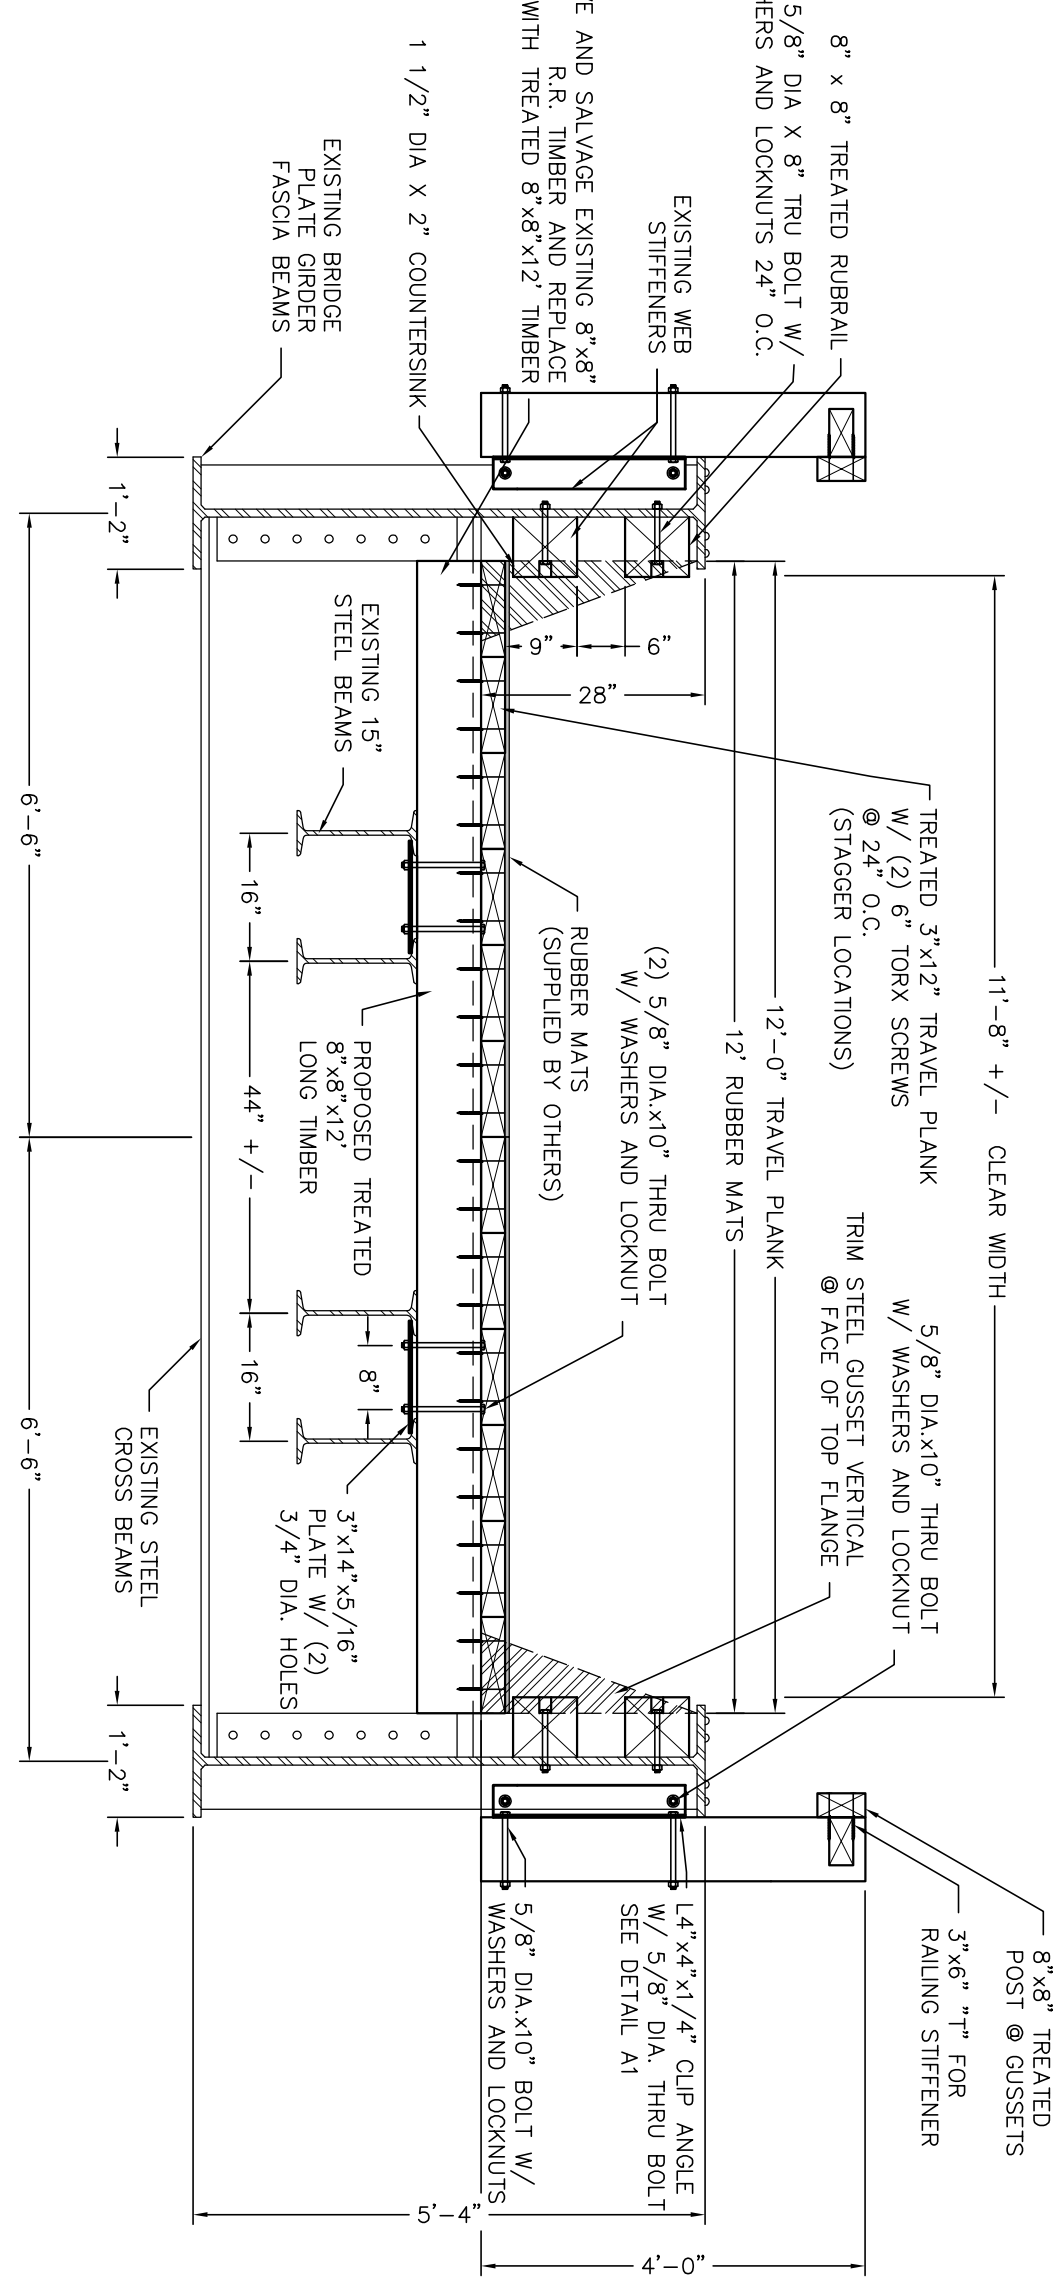 8" x 8" TREATED RUBRAIL
5/8" DIA X 8" TRU BOLT W/
AND LOCKNUTS 24" O.C.
EXISTING WEB
STIFFENERS
AND SALVAGE EXISTING 8"x8"
R.R. TIMBER AND REPLACE
WITH TREATED 8"x8"x12' TIMBER
1 1/2" DIA X 2" COUNTERSINK
EXISTING BRIDGE
PLATE GIRDER
FASCIA BEAMS
1'-2"
6'-6"
9"
6"
28"
EXISTING 15"
STEEL BEAMS
16"
44" +/-
16"
8"
11'-8" +/- CLEAR WIDTH
12'-0" TRAVEL PLANK
12' RUBBER MATS
TREATED 3"x12" TRAVEL PLANK
W/ (2) 6" TORX SCREWS
@ 24" O.C.
(STAGGER LOCATIONS)
RUBBER MATS
(SUPPLIED BY OTHERS)
(2) 5/8" DIA.x10" THRU BOLT
W/ WASHERS AND LOCKNUT
PROPOSED TREATED
8"x8"x12'
LONG TIMBER
5/8" DIA.x10" THRU BOLT
W/ WASHERS AND LOCKNUT
TRIM STEEL GUSSET VERTICAL
@ FACE OF TOP FLANGE
3"x14"x5/16"
PLATE W/ (2)
3/4" DIA. HOLES
EXISTING STEEL
CROSS BEAMS
6'-6"
1'-2"
8"x8" TREATED
POST @ GUSSETS
3"x6" "T" FOR
RAILING STIFFENER
L4"x4"x1/4" CLIP ANGLE
W/ 5/8" DIA. THRU BOLT
SEE DETAIL A1
5/8" DIA.x10" BOLT W/
WASHERS AND LOCKNUTS
5'-4"
4'-0"